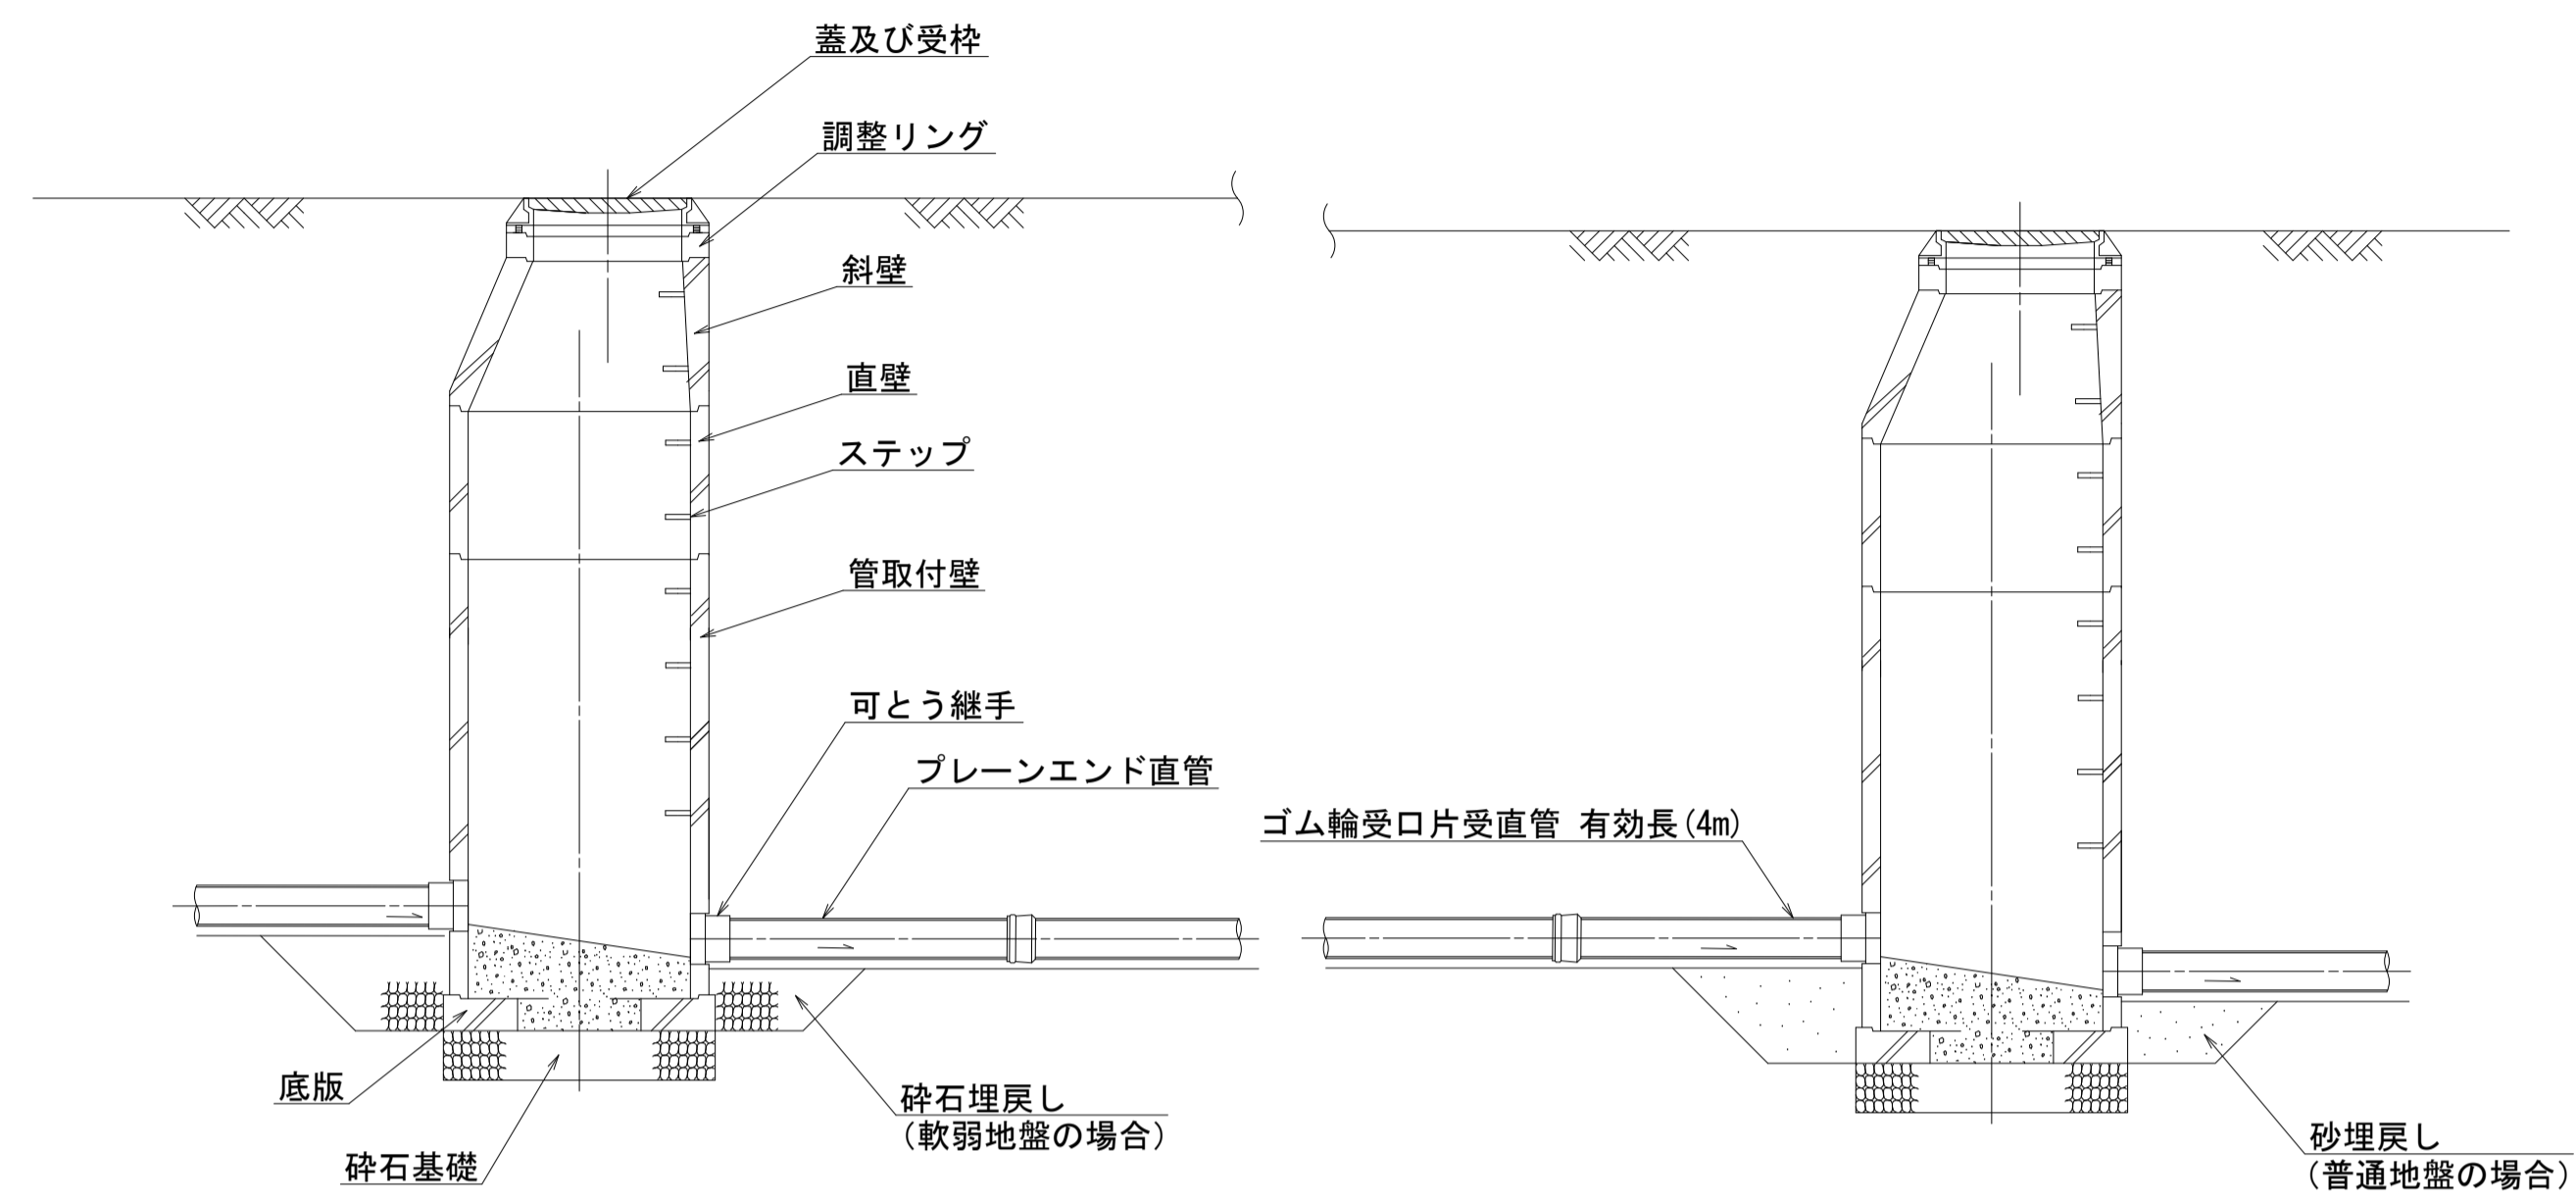 蓋及び受枠
調整リング
斜壁
直壁
ステップ
管取付壁
可とう継手
プレーンエンド直管
ゴム輪受口片受直管 有効長(4m)
底版
砕石基礎
砕石埋戻し
(軟弱地盤の場合)
砂埋戻し
(普通地盤の場合)